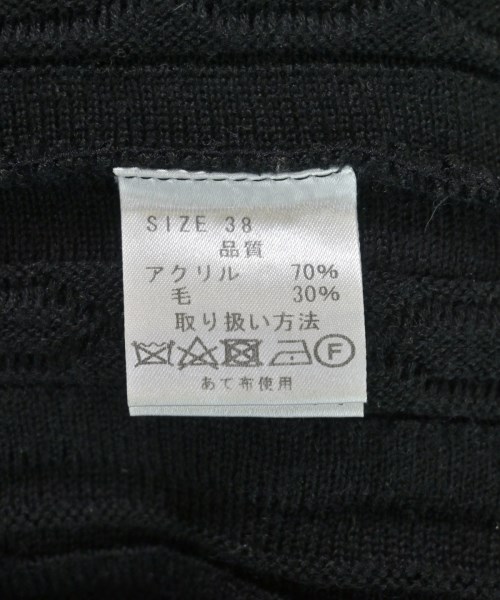 SIZE 38
品質
アクリル 70%
毛 30%
取り扱い方法
F
あて布使用